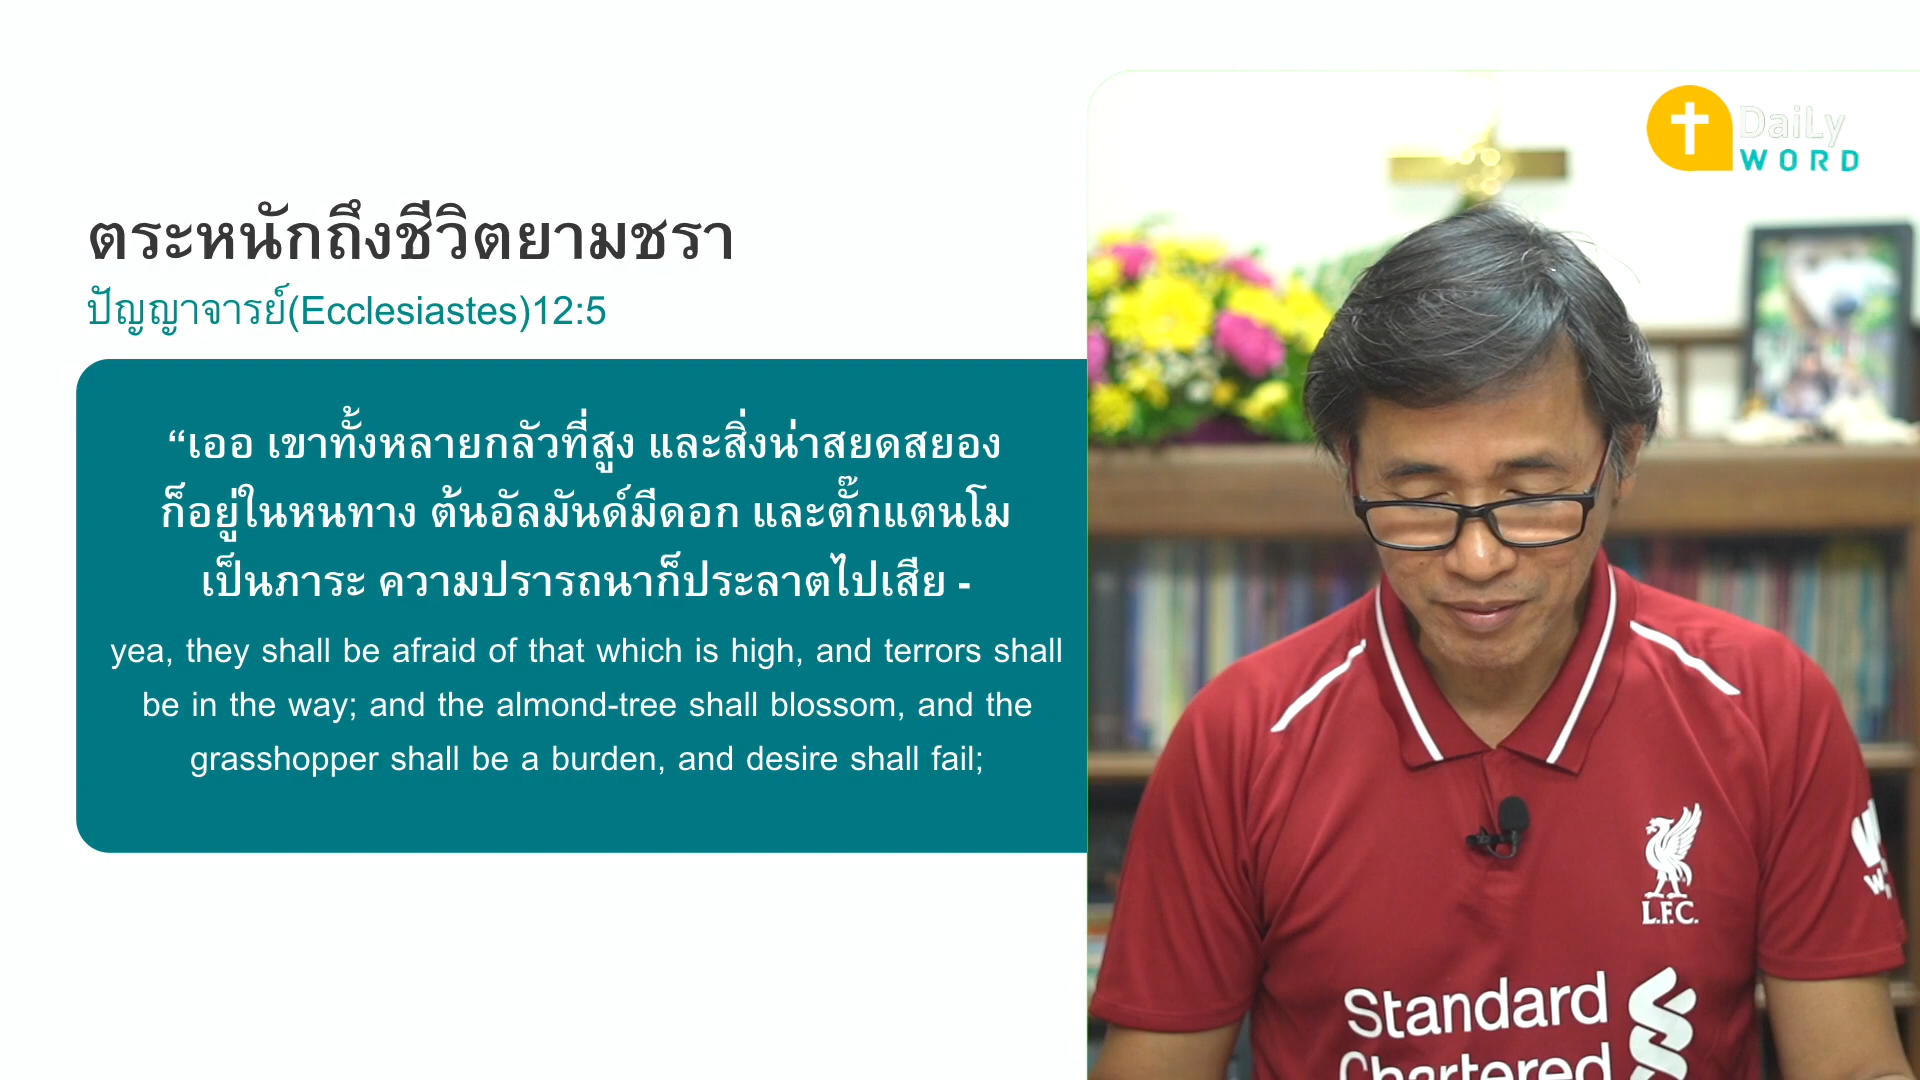 DaiLy
WORD
ตระหนักถึงชีวิตยามชรา
ปัญญาจารย์(Ecclesiastes)12:5
“เออ เขาทั้งหลายกลัวที่สูง และสิ่งน่าสยดสยอง
ก็อยู่ในหนทาง ต้นอัลมันด์มีดอก และตั๊กแตนโม
เป็นภาระ ความปรารถนาก็ประลาตไปเสีย -
yea, they shall be afraid of that which is high, and terrors shall
be in the way; and the almond-tree shall blossom, and the
grasshopper shall be a burden, and desire shall fail;
L.F.C.
Standard
Chartered